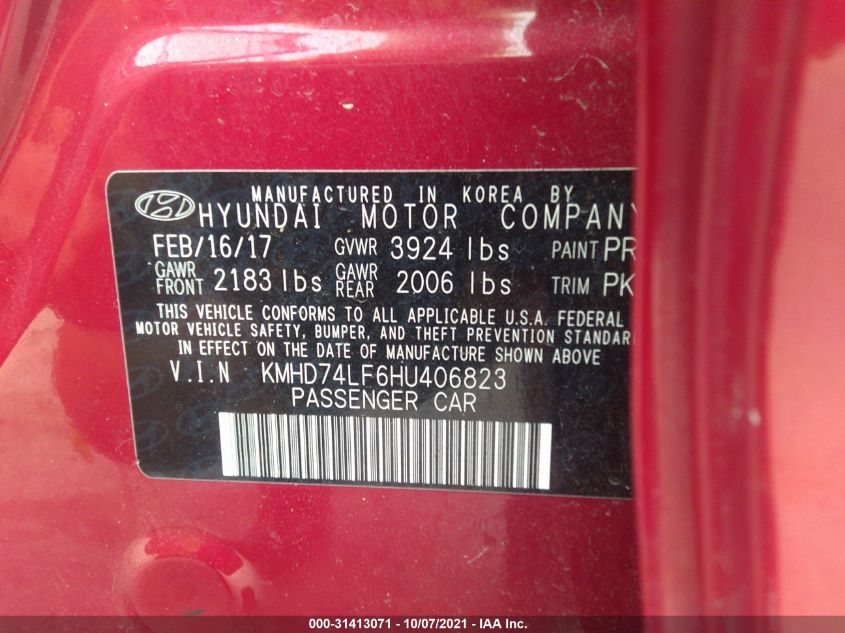 MANUFACTURED IN KOREA BY
HYUNDAI MOTOR COMPANY
FEB/16/17 GVWR 3924 lbs PAINT PR
GAWR FRONT 2183 lbs GAWR REAR 2006 lbs TRIM PK
THIS VEHICLE CONFORMS TO ALL APPLICABLE U.S.A. FEDERAL
MOTOR VEHICLE SAFETY, BUMPER, AND THEFT PREVENTION STANDAR
IN EFFECT ON THE DATE OF MANUFACTURE SHOWN ABOVE
V.I.N KMHD74LF6HU406823
PASSENGER CAR
000-31413071 - 10/07/2021 - IAA Inc.